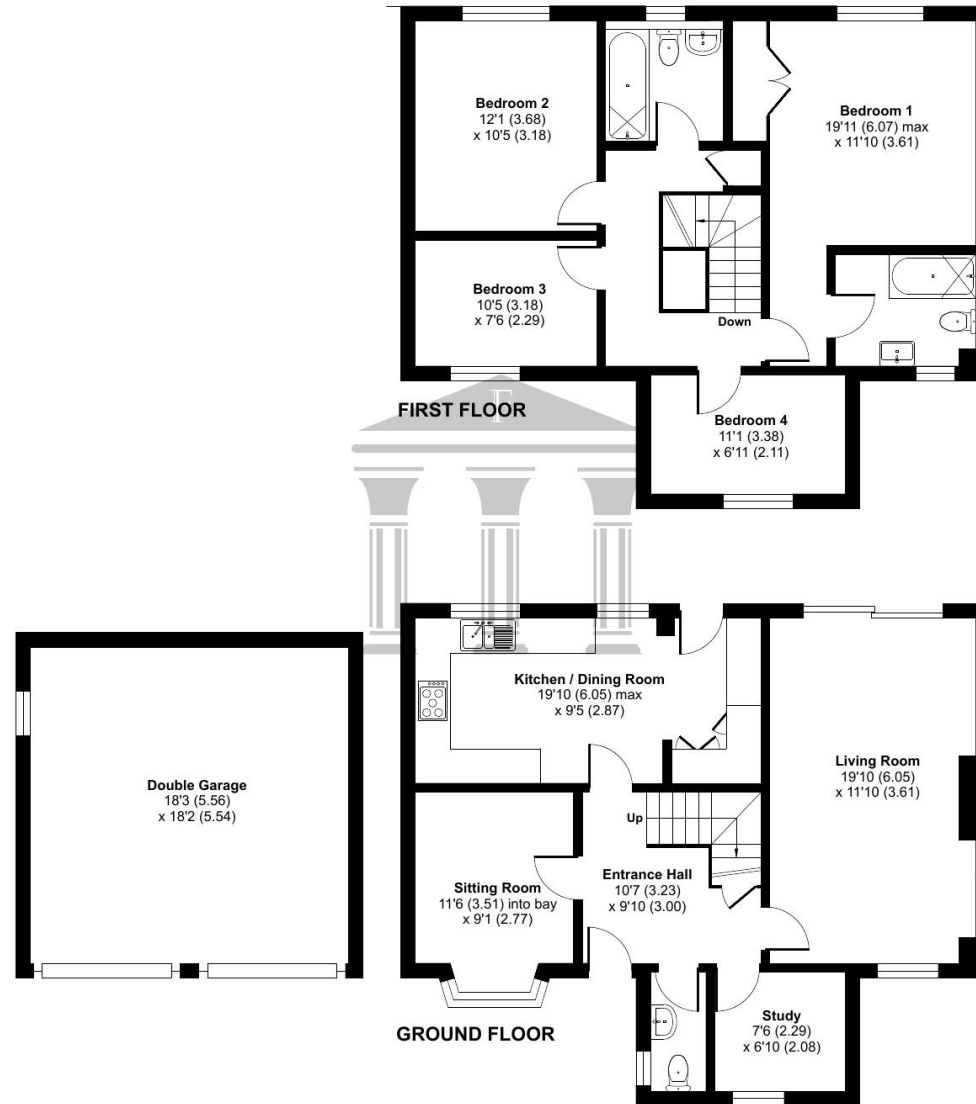 Bedroom 2
12'1 (3.68)
x 10'5 (3.18)
Bedroom 1
19'11 (6.07) max
x 11'10 (3.61)
Bedroom 3
10'5 (3.18)
x 7'6 (2.29)
Down
FIRST FLOOR
F
Bedroom 4
11'1 (3.38)
x 6'11 (2.11)
Kitchen / Dining Room
19'10 (6.05) max
x 9'5 (2.87)
Double Garage
18'3 (5.56)
x 18'2 (5.54)
Living Room
19'10 (6.05)
x 11'10 (3.61)
Up
Sitting Room
11'6 (3.51) into bay
x 9'1 (2.77)
Entrance Hall
10'7 (3.23)
x 9'10 (3.00)
GROUND FLOOR
Study
7'6 (2.29)
x 6'10 (2.08)